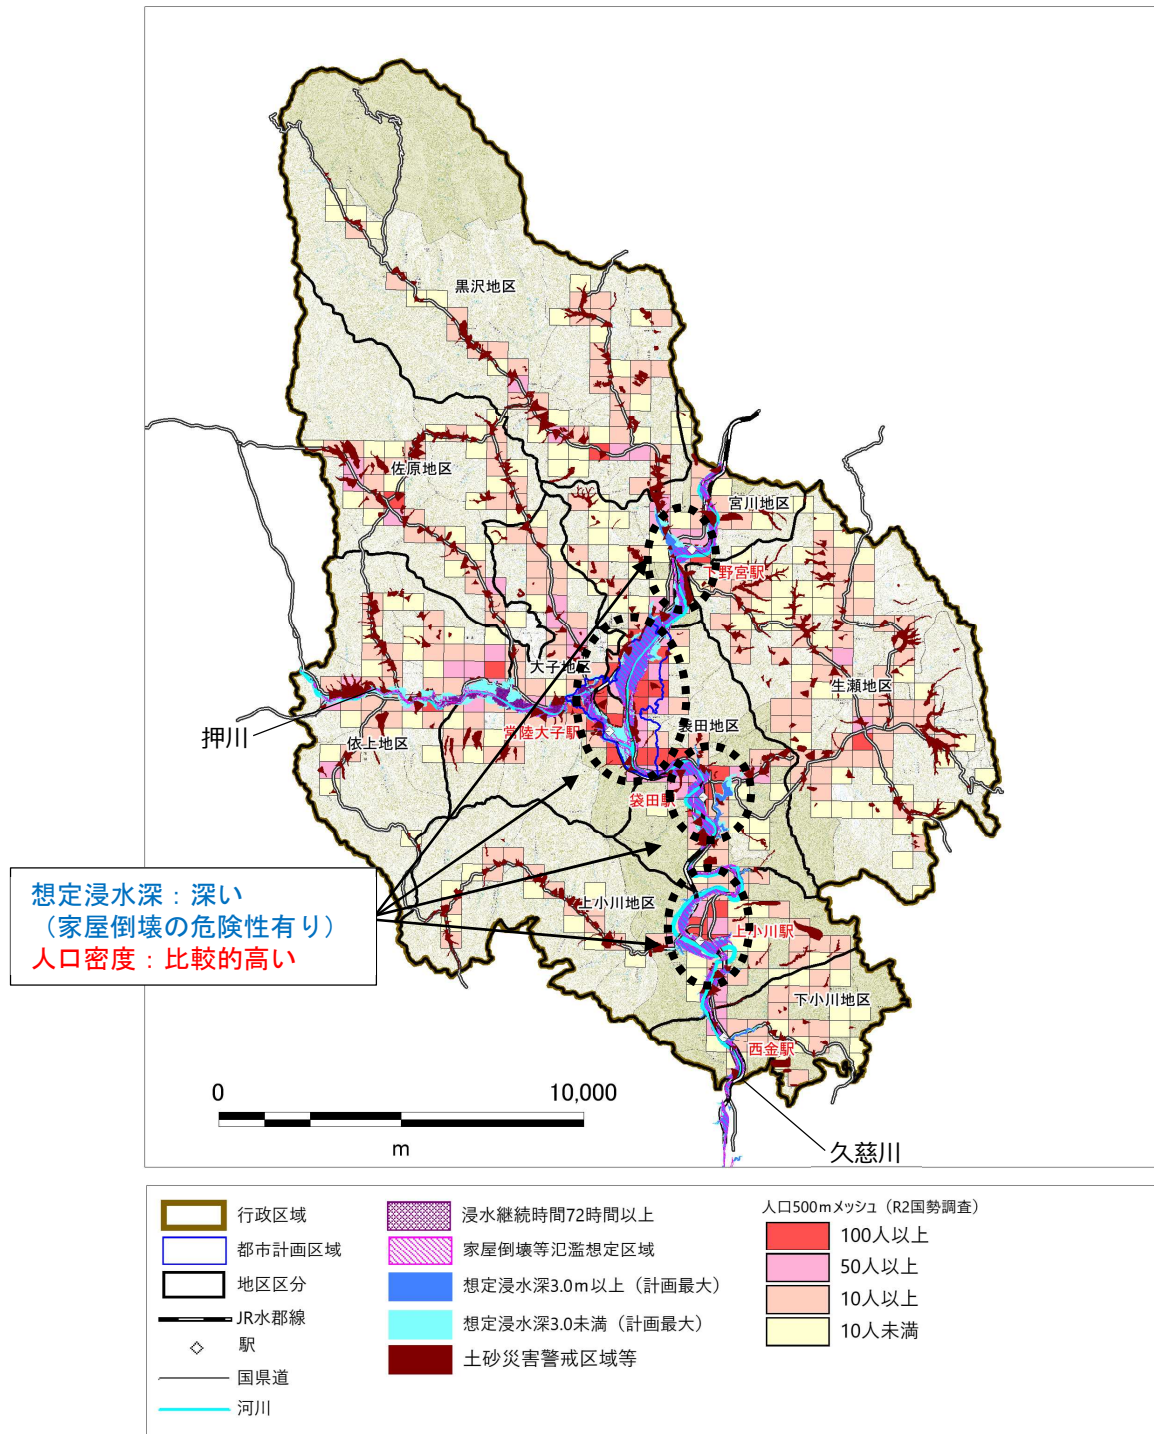 黒沢地区
佐原地区
宮川地区
下野宮駅
大子地区
生瀬地区
押川
常陸大子駅
袋田地区
依上地区
袋田駅
想定浸水深：深い
（家屋倒壊の危険性有り）
人口密度：比較的高い
上小川地区
上小川駅
下小川地区
西金駅
0
10,000
m
久慈川
行政区域
都市計画区域
地区区分
JR水郡線
駅
国県道
河川
浸水継続時間72時間以上
家屋倒壊等氾濫想定区域
想定浸水深3.0m以上（計画最大）
想定浸水深3.0未満（計画最大）
土砂災害警戒区域等
人口500mメッシュ（R2国勢調査）
100人以上
50人以上
10人以上
10人未満